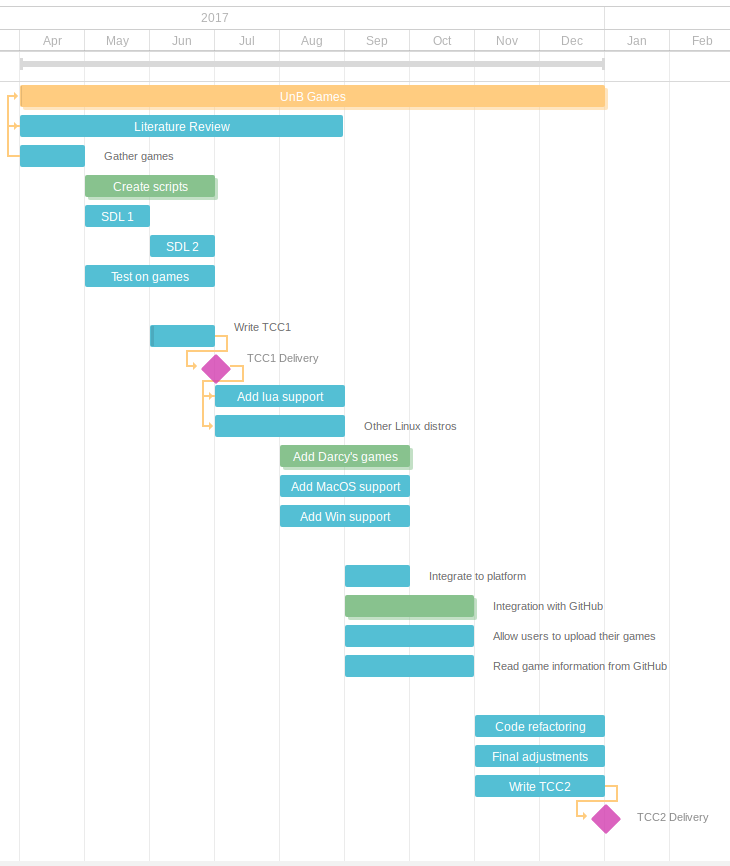 2017
Apr May Jun Jul Aug Sep Oct Nov Dec Jan Feb
UnB Games
Literature Review
Gather games
Create scripts
SDL 1
SDL 2
Test on games
Write TCC1
TCC1 Delivery
Add lua support
Other Linux distros
Add Darcy's games
Add MacOS support
Add Win support
Integrate to platform
Integration with GitHub
Allow users to upload their games
Read game information from GitHub
Code refactoring
Final adjustments
Write TCC2
TCC2 Delivery